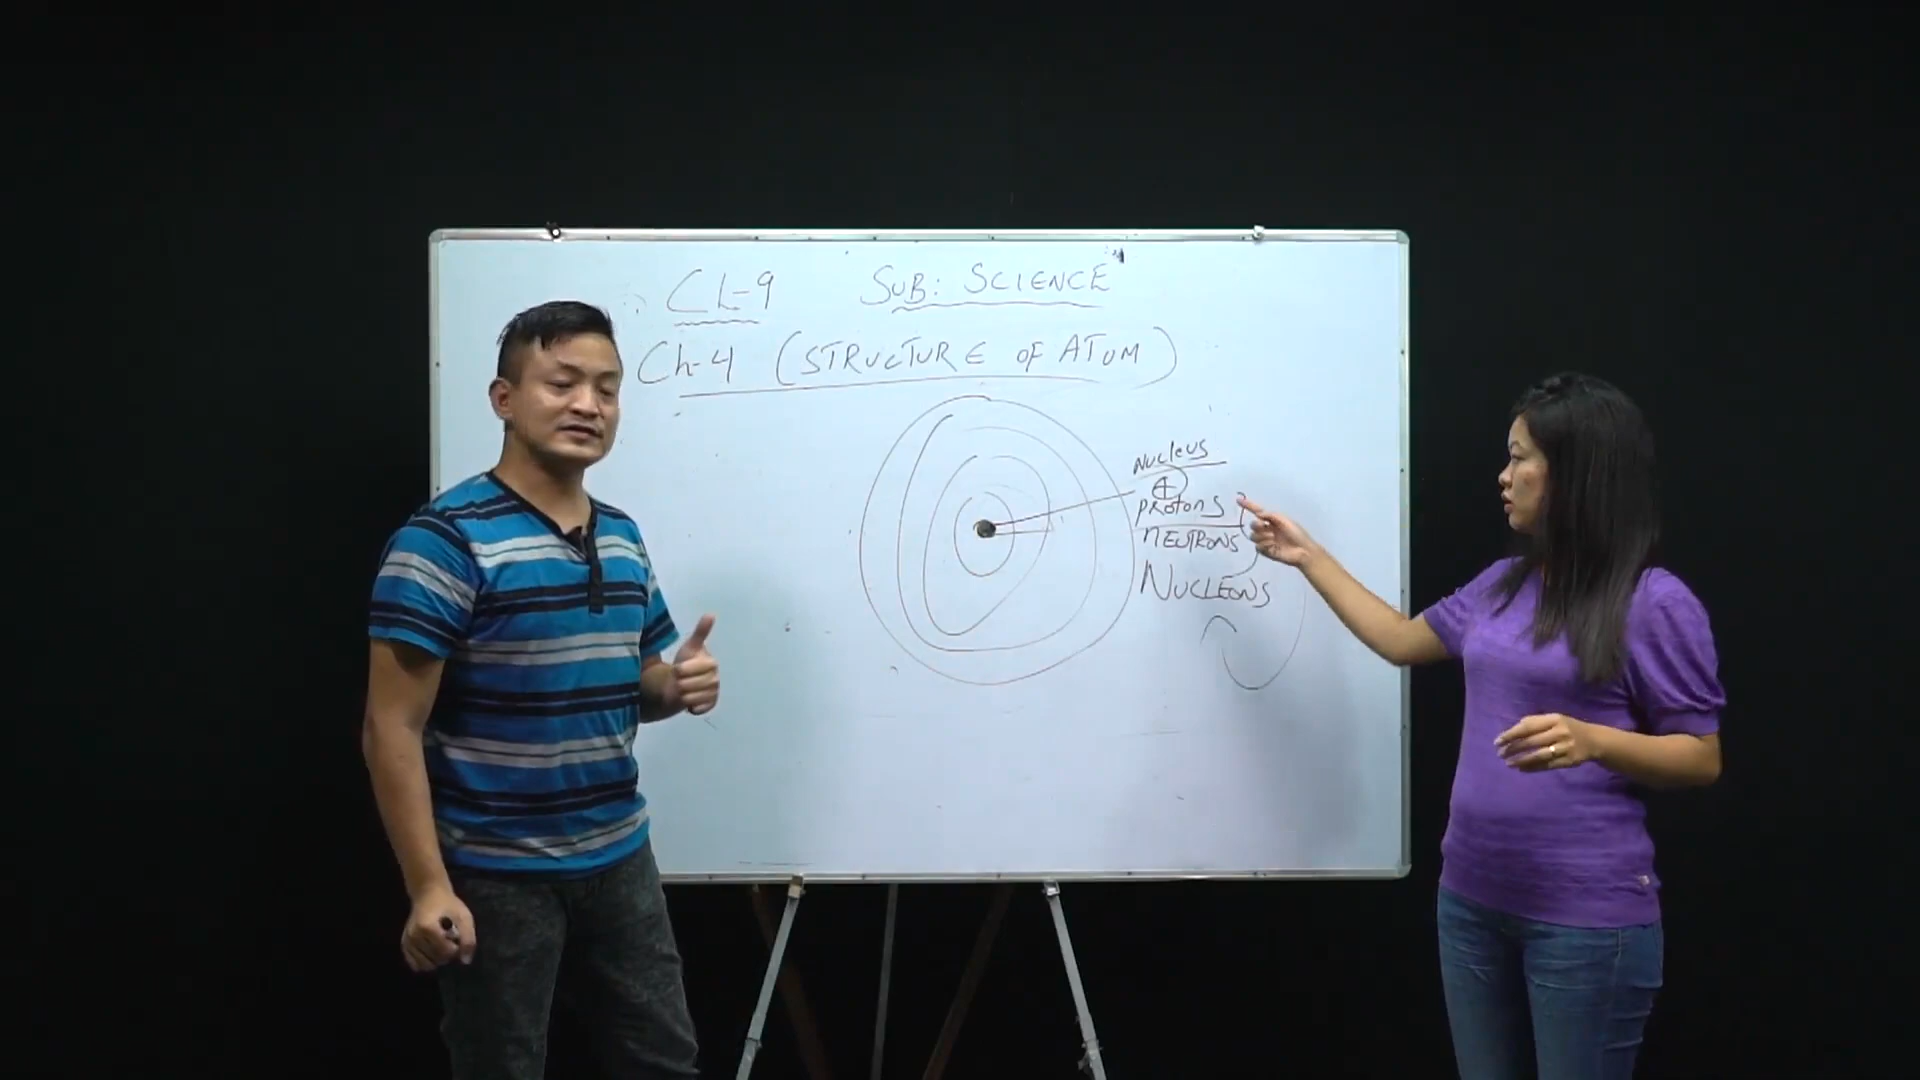 CL-9 SUB: SCIENCE
Ch-4 (STRUCTURE OF ATOM)
NUCleUS
+
PROTONS
NEUTRONS
NUCLEONS